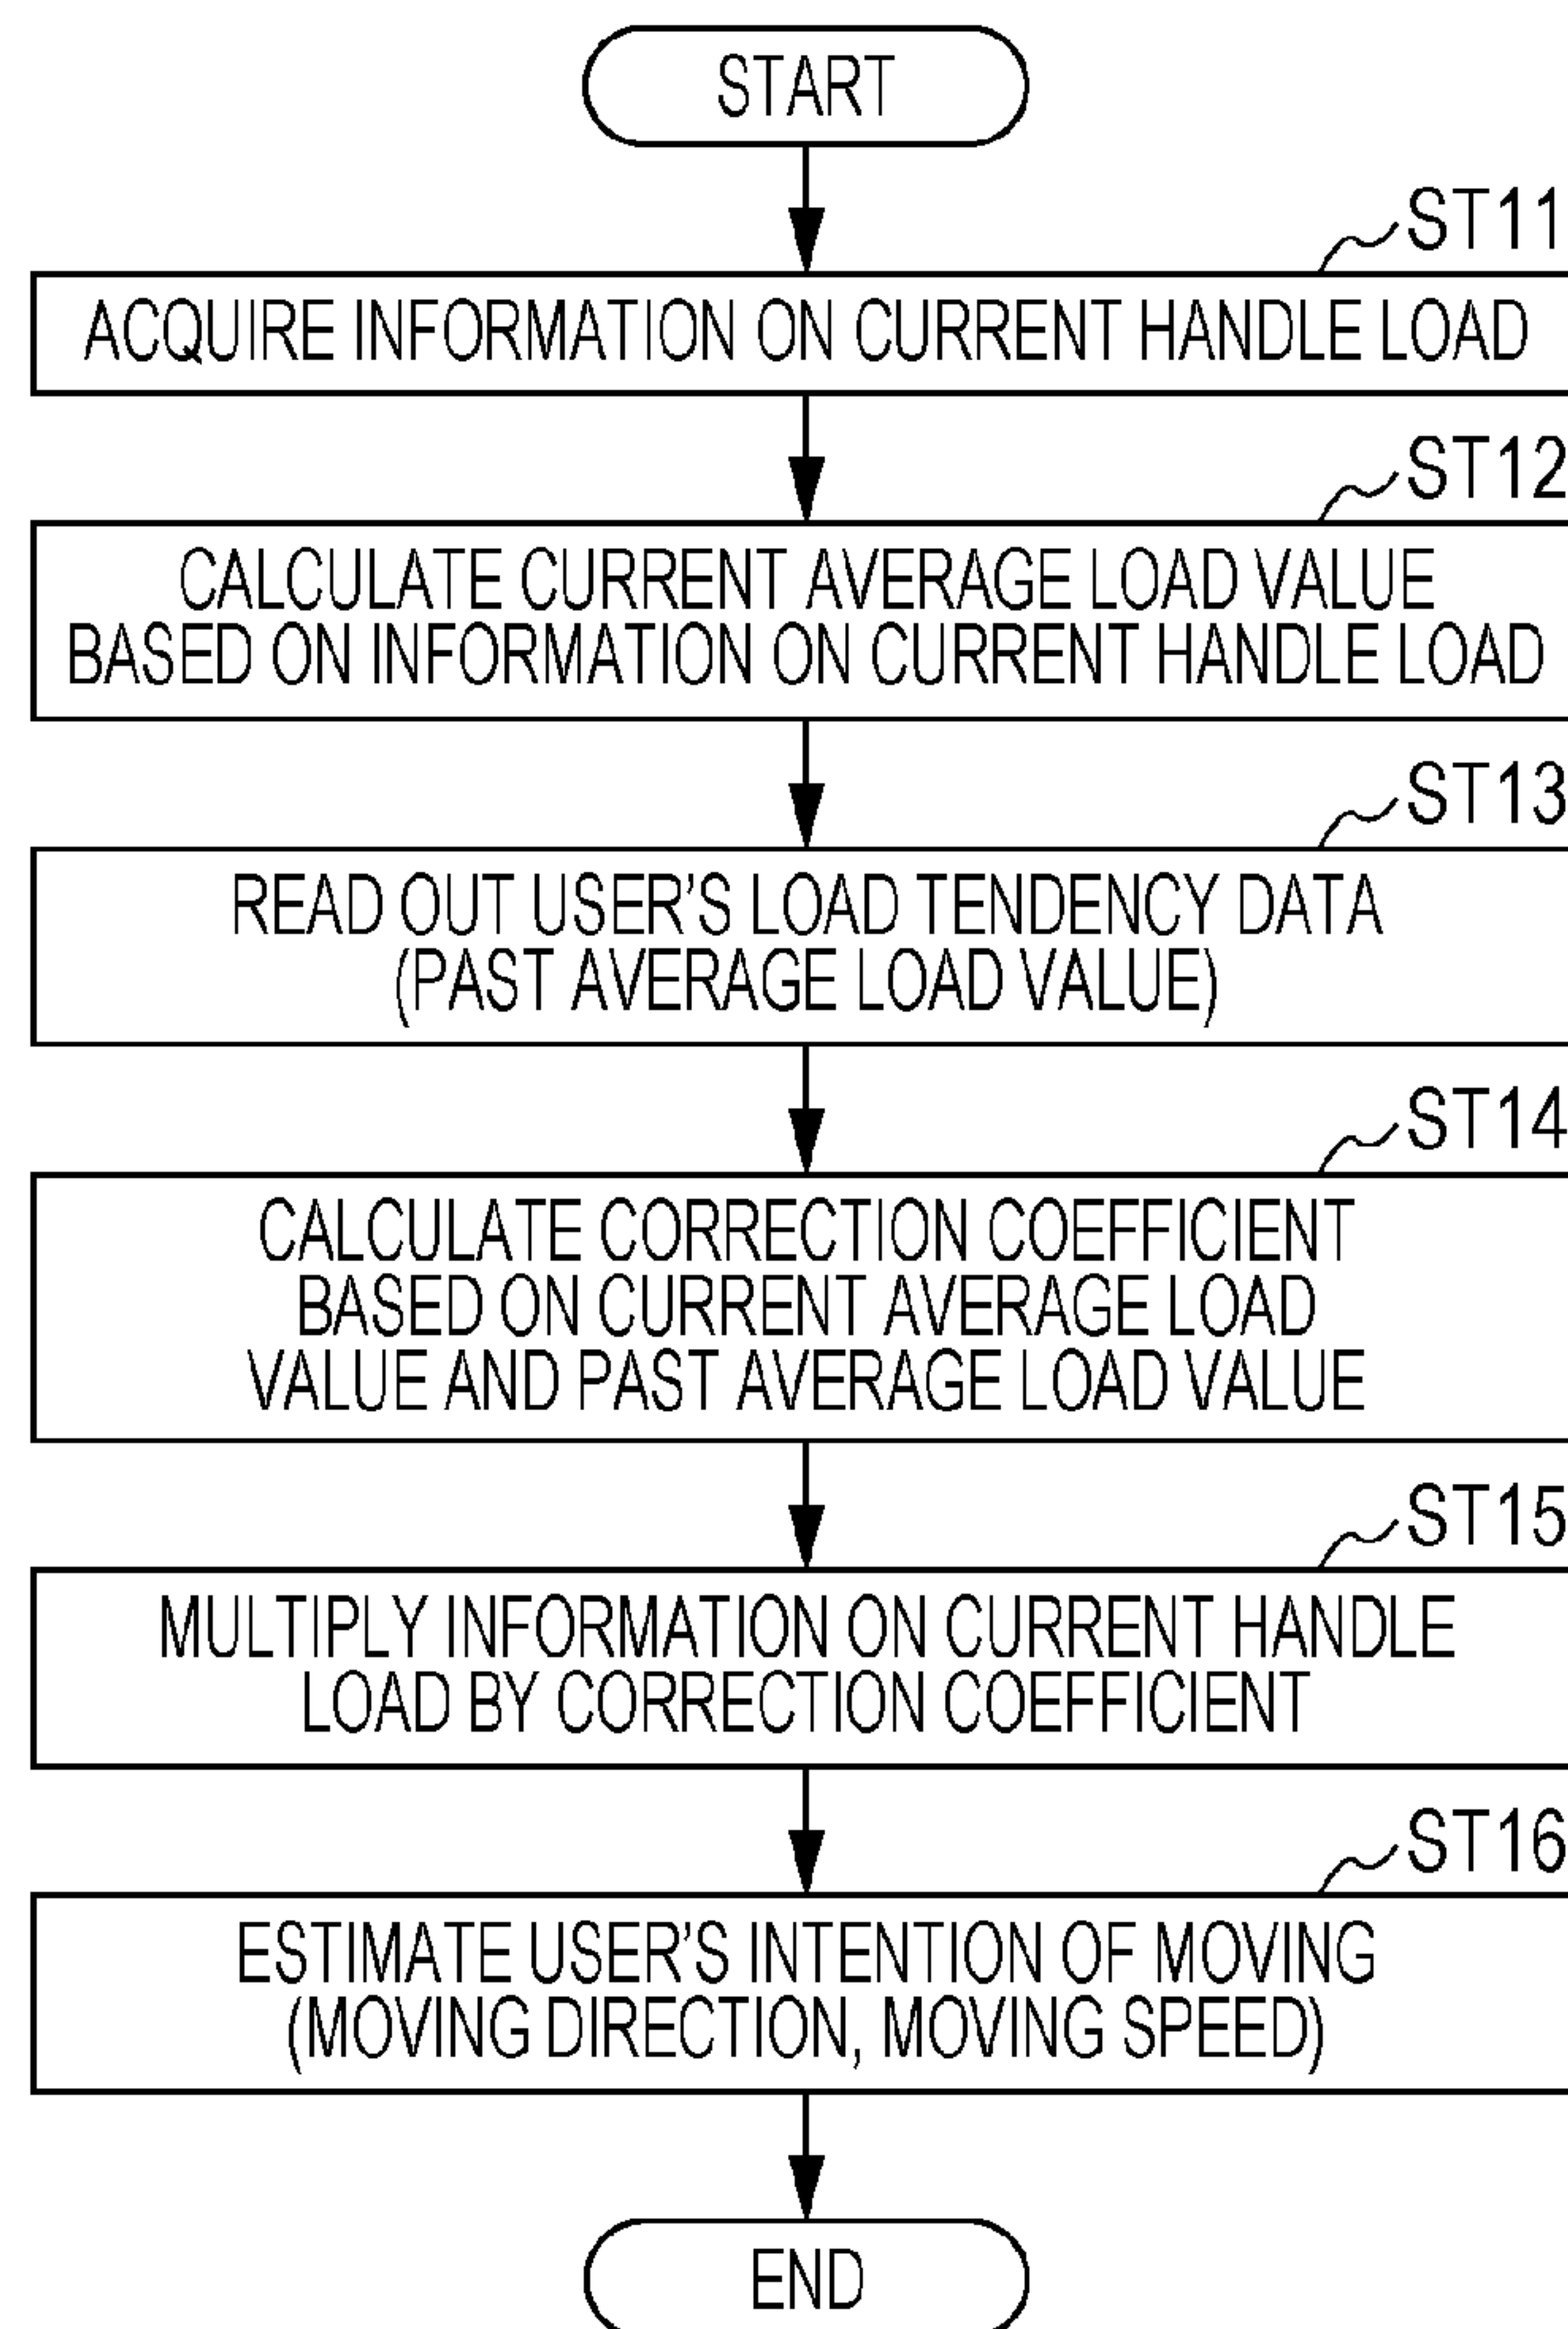 START
ST11
ACQUIRE INFORMATION ON CURRENT HANDLE LOAD
ST12
CALCULATE CURRENT AVERAGE LOAD VALUE
BASED ON INFORMATION ON CURRENT HANDLE LOAD
ST13
READ OUT USER'S LOAD TENDENCY DATA
(PAST AVERAGE LOAD VALUE)
ST14
CALCULATE CORRECTION COEFFICIENT
BASED ON CURRENT AVERAGE LOAD
VALUE AND PAST AVERAGE LOAD VALUE
ST15
MULTIPLY INFORMATION ON CURRENT HANDLE
LOAD BY CORRECTION COEFFICIENT
ST16
ESTIMATE USER'S INTENTION OF MOVING
(MOVING DIRECTION, MOVING SPEED)
END